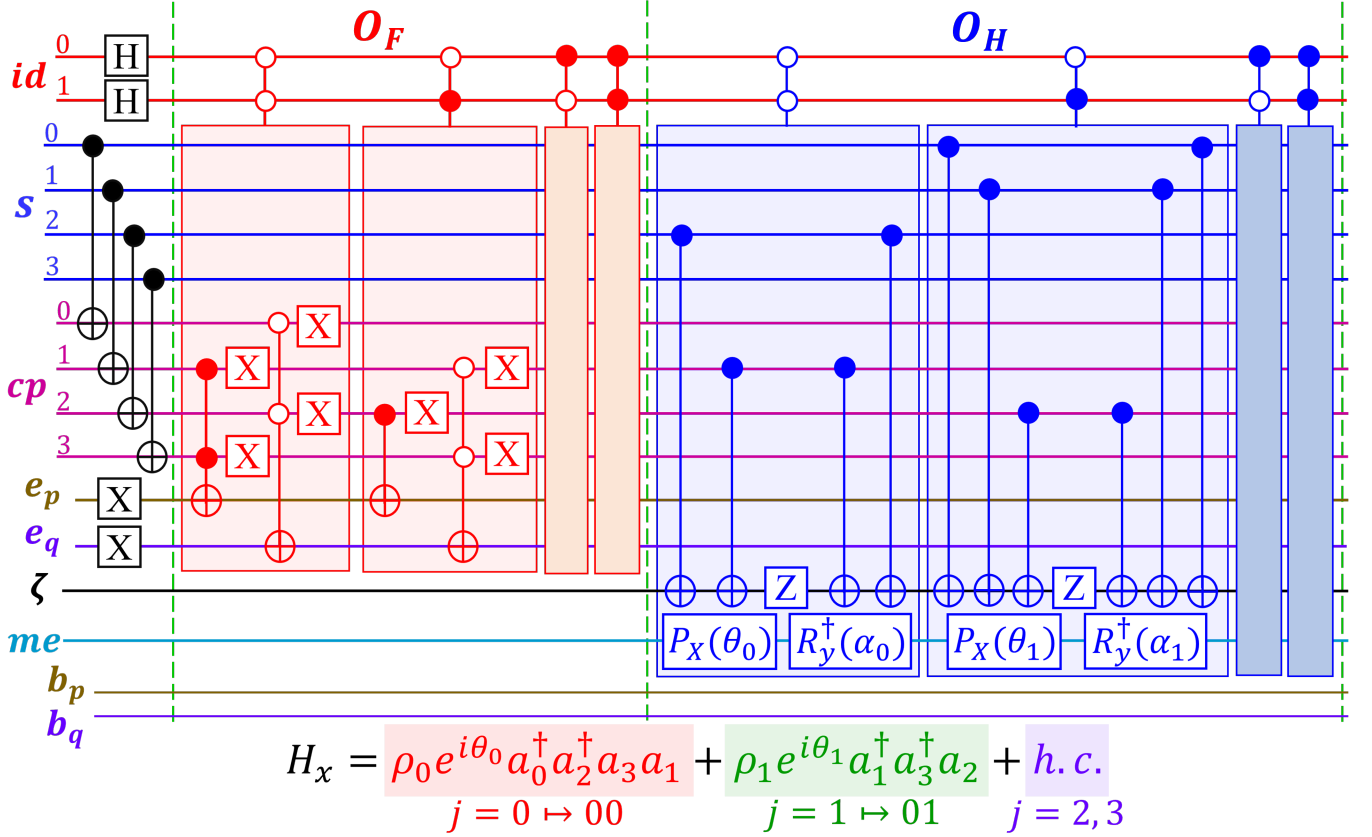 O_F O_H
id 0 H
1 H
s 0
1
2
3
cp 0 X
1 X X
2 X X
3 X X
e_p X
e_q X
ζ Z Z
me P_X(θ_0) R_y^†(α_0) P_X(θ_1) R_y^†(α_1)
b_p
b_q
H_x = ρ_0 e^{iθ_0} a_0^† a_2^† a_3 a_1 + ρ_1 e^{iθ_1} a_1^† a_3^† a_2 + h.c.
j = 0 ↦ 00 j = 1 ↦ 01 j = 2, 3